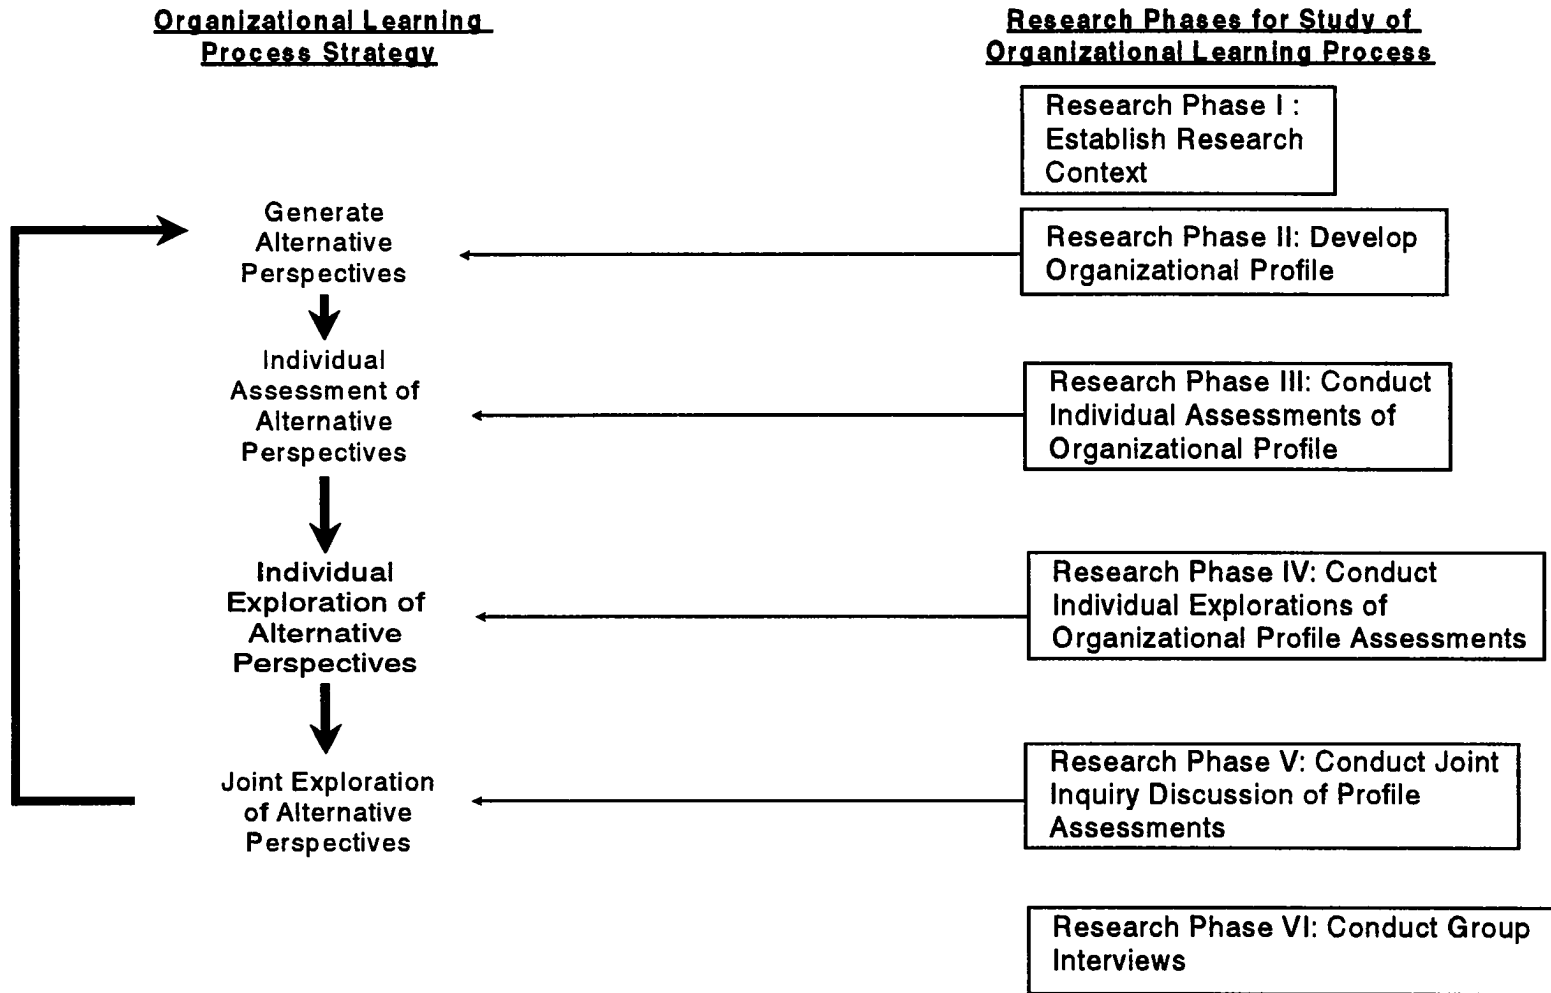 Organizational Learning
Process Strategy
Research Phases for Study of
Organizational Learning Process
Research Phase I :
Establish Research
Context
Generate
Alternative
Perspectives
Research Phase II: Develop
Organizational Profile
Individual
Assessment of
Alternative
Perspectives
Research Phase III: Conduct
Individual Assessments of
Organizational Profile
Individual
Exploration of
Alternative
Perspectives
Research Phase IV: Conduct
Individual Explorations of
Organizational Profile Assessments
Joint Exploration
of Alternative
Perspectives
Research Phase V: Conduct Joint
Inquiry Discussion of Profile
Assessments
Research Phase VI: Conduct Group
Interviews